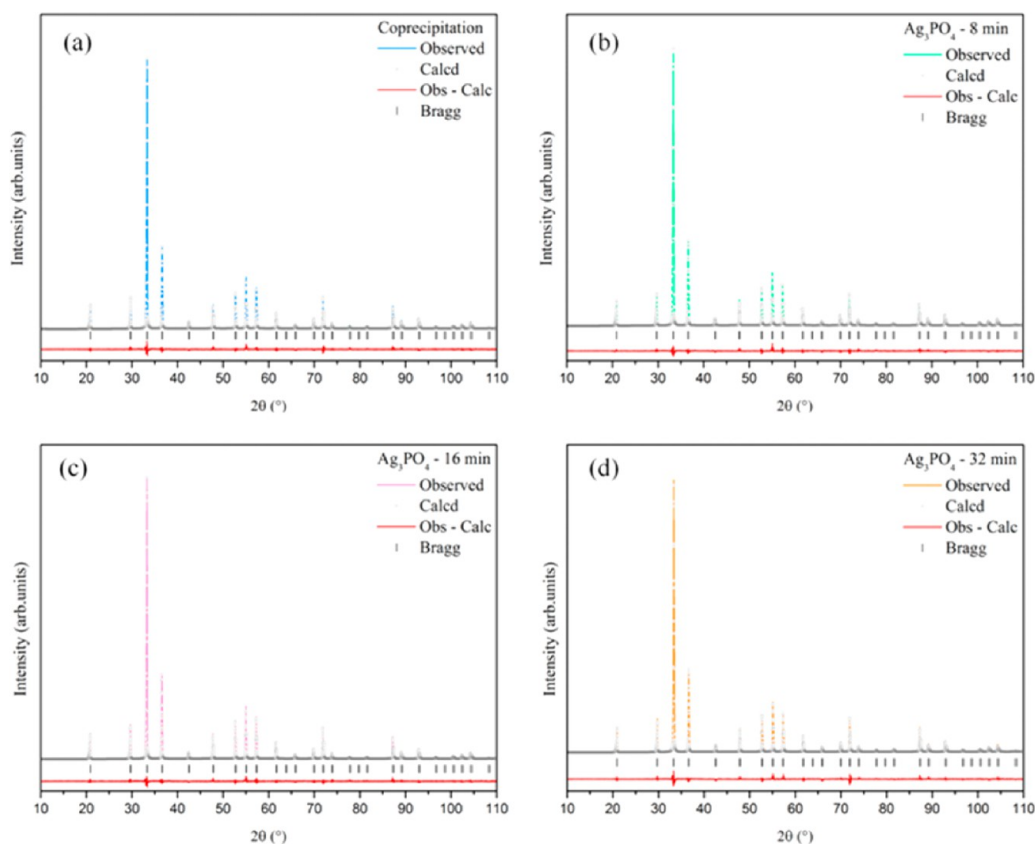 (a)
Coprecipitation
Observed
Calcd
Obs - Calc
Bragg
Intensity (arb.units)
10 20 30 40 50 60 70 80 90 100 110
2θ (°)
(b)
Ag₃PO₄ - 8 min
Observed
Calcd
Obs - Calc
Bragg
Intensity (arb.units)
10 20 30 40 50 60 70 80 90 100 110
2θ (°)
(c)
Ag₃PO₄ - 16 min
Observed
Calcd
Obs - Calc
Bragg
Intensity (arb.units)
10 20 30 40 50 60 70 80 90 100 110
2θ (°)
(d)
Ag₃PO₄ - 32 min
Observed
Calcd
Obs - Calc
Bragg
Intensity (arb.units)
10 20 30 40 50 60 70 80 90 100 110
2θ (°)